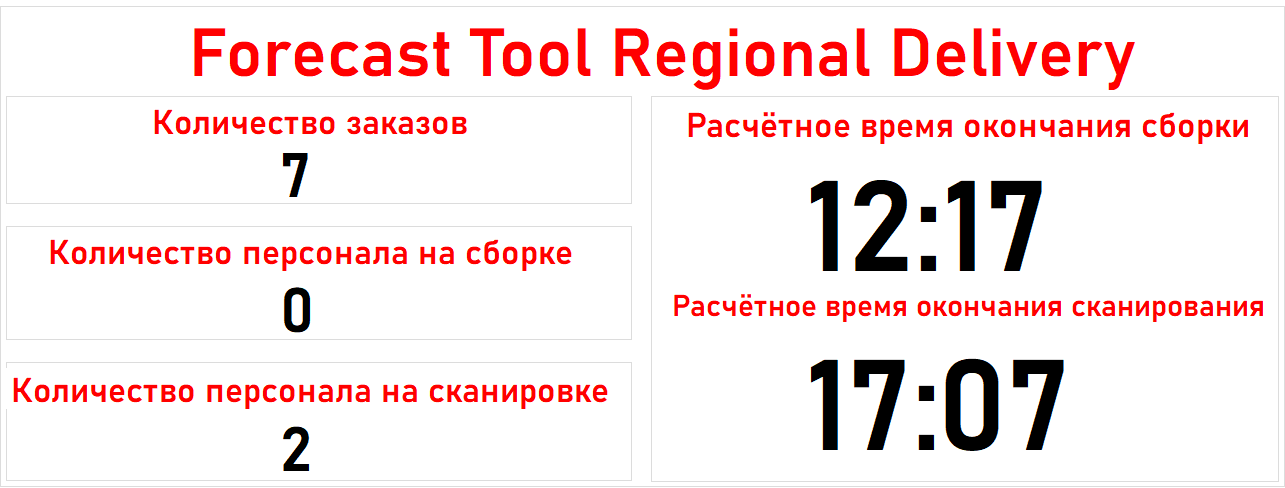 Forecast Tool Regional Delivery
Количество заказов
7
Количество персонала на сборке
0
Количество персонала на сканировке
2
Расчётное время окончания сборки
12:17
Расчётное время окончания сканирования
17:07